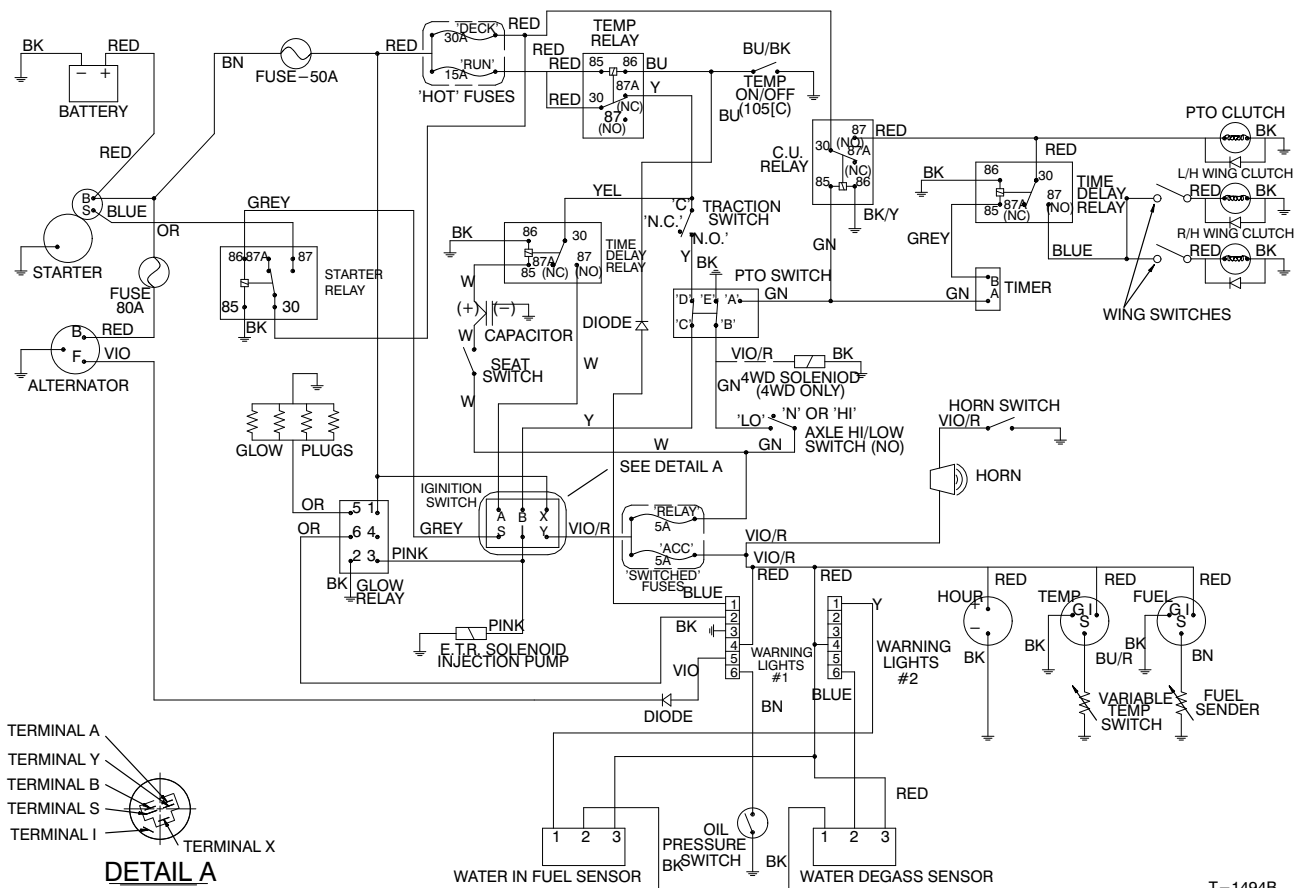 BK
RED
BATTERY
RED
BN
FUSE-50A
RED
'DECK'
30A
RED
'RUN'
15A
'HOT' FUSES
RED
RED
RED
TEMP
RELAY
85
86
BU
87A
(NC)
30
87
(NO)
Y
BU/BK
TEMP
ON/OFF
(105[C)
BU
C.U.
RELAY
87
(NO)
30
87A
(NC)
85
86
RED
BK/Y
GN
PTO CLUTCH
BK
RED
BK
86
30
85
87A
(NC)
87
(NO)
TIME
DELAY
RELAY
L/H WING CLUTCH
RED
BK
R/H WING CLUTCH
RED
BK
GREY
BLUE
GN
B
A
TIMER
WING SWITCHES
B
S
BLUE
OR
STARTER
FUSE
80A
GREY
86
87A
87
85
30
STARTER
RELAY
BK
B
RED
F
VIO
ALTERNATOR
YEL
BK
86
30
87A
85
(NC)
87
(NO)
TIME
DELAY
RELAY
W
(+)
(-)
CAPACITOR
W
SEAT
SWITCH
W
W
'C'
TRACTION
SWITCH
'N.C.'
'N.O.'
Y
BK
PTO SWITCH
'D'
'E'
'A'
GN
'C'
'B'
DIODE
VIO/R
BK
4WD SOLENIOD
(4WD ONLY)
GN
'LO'
'N' OR 'HI'
AXLE HI/LOW
SWITCH (NO)
GN
Y
W
HORN SWITCH
VIO/R
HORN
GLOW PLUGS
OR
OR
5 1
6 4
2 3
PINK
BK
GLOW
RELAY
GREY
IGNITION
SWITCH
A B X
S I Y
SEE DETAIL A
VIO/R
'RELAY'
5A
'ACC'
5A
'SWITCHED'
FUSES
VIO/R
VIO/R
RED
RED
PINK
E.T.R. SOLENOID
INJECTION PUMP
BLUE
BK
VIO
1
2
3
4
5
6
WARNING
LIGHTS
#1
BN
1
2
3
4
5
6
Y
BLUE
WARNING
LIGHTS
#2
HOUR
+
-
RED
BK
TEMP
G I
S
RED
BK
BU/R
VARIABLE
TEMP
SWITCH
FUEL
G I
S
RED
BK
BN
FUEL
SENDER
DIODE
TERMINAL A
TERMINAL Y
TERMINAL B
TERMINAL S
TERMINAL I
TERMINAL X
DETAIL A
1 2 3
WATER IN FUEL SENSOR
BK
OIL
PRESSURE
SWITCH
BK
RED
1 2 3
WATER DEGASS SENSOR
T-1494B